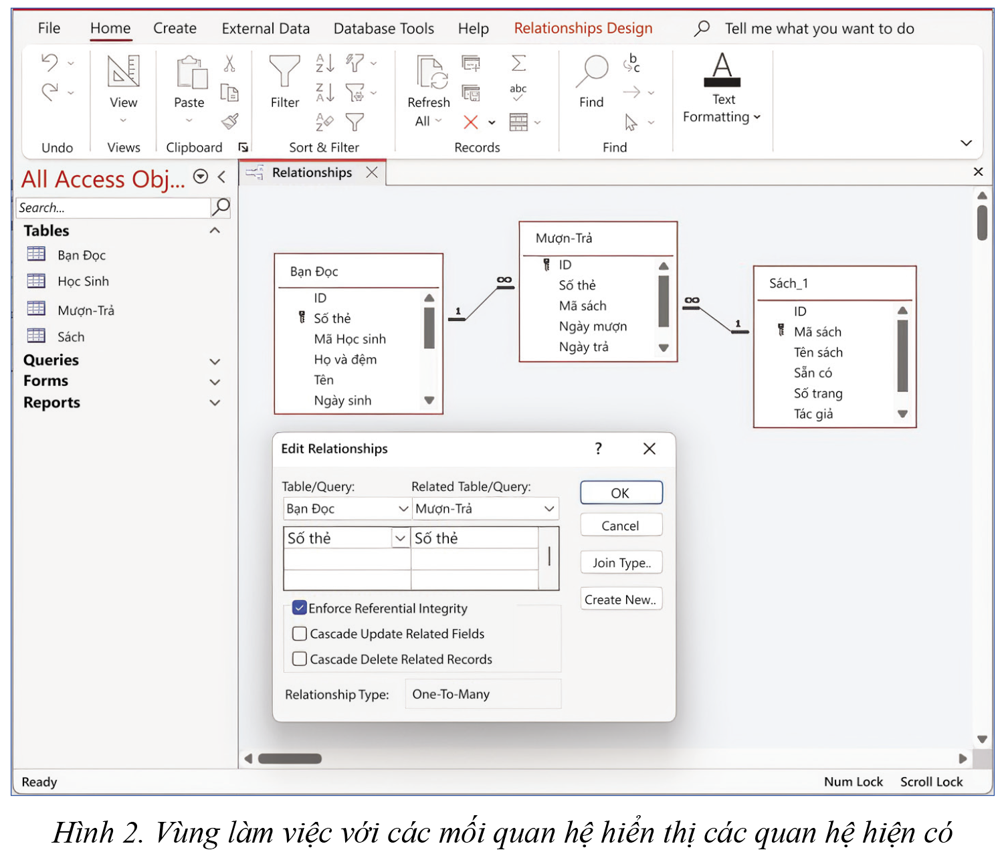 File Home Create External Data Database Tools Help Relationships Design Tell me what you want to do
View
Paste
Filter
Refresh
All
abc
Find
b
c
A
Text
Formatting
Undo Views Clipboard Sort & Filter Records Find
All Access Obj...
Search...
Tables
Bạn Đọc
Học Sinh
Mượn-Trả
Sách
Queries
Forms
Reports
Relationships
Bạn Đọc
ID
Số thẻ
Mã Học sinh
Họ và đệm
Tên
Ngày sinh
1
∞
Mượn-Trả
ID
Số thẻ
Mã sách
Ngày mượn
Ngày trả
∞
1
Sách_1
ID
Mã sách
Tên sách
Sẵn có
Số trang
Tác giả
Edit Relationships ?
Table/Query: Related Table/Query:
Bạn Đọc Mượn-Trả
Số thẻ Số thẻ
OK
Cancel
Join Type..
Create New..
Enforce Referential Integrity
Cascade Update Related Fields
Cascade Delete Related Records
Relationship Type: One-To-Many
Ready Num Lock Scroll Lock
Hình 2. Vùng làm việc với các mối quan hệ hiển thị các quan hệ hiện có